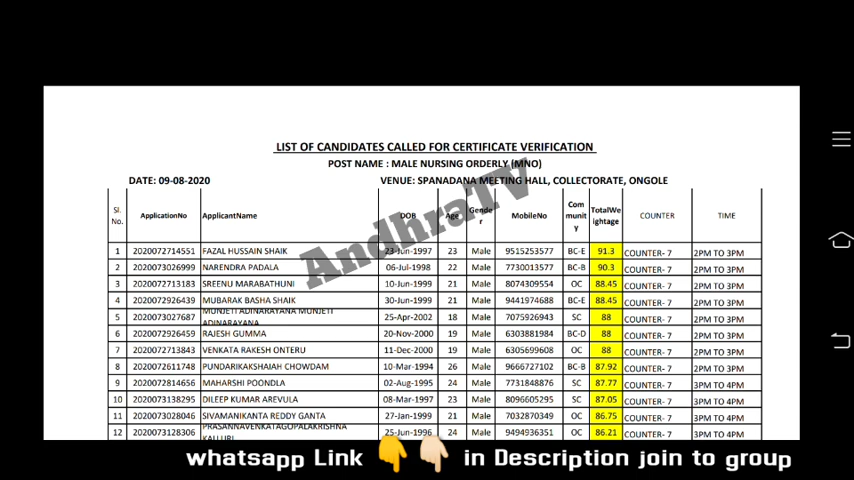 LIST OF CANDIDATES CALLED FOR CERTIFICATE VERIFICATION
POST NAME : MALE NURSING ORDERLY (MNO)
DATE: 09-08-2020 VENUE: SPANADANA MEETING HALL, COLLECTORATE, ONGOLE
Sl. No. ApplicationNo ApplicantName DOB Age Gender MobileNo Community TotalWeightage COUNTER TIME
1 2020072714551 FAZAL HUSSAIN SHAIK 23-Jun-1997 23 Male 9515253577 BC-E 91.3 COUNTER- 7 2PM TO 3PM
2 2020073026999 NARENDRA PADALA 06-Jul-1998 22 Male 7730013577 BC-B 90.3 COUNTER- 7 2PM TO 3PM
3 2020072713183 SREENU MARABATHUNI 10-Jun-1999 21 Male 8074309554 OC 88.45 COUNTER- 7 2PM TO 3PM
4 2020072926439 MUBARAK BASHA SHAIK 30-Jun-1999 21 Male 9441974688 BC-E 88.45 COUNTER- 7 2PM TO 3PM
5 2020073027687 MUNJETI ADINARAYANA MUNJETI ADINARAYANA 25-Apr-2002 18 Male 7075926943 SC 88 COUNTER- 7 2PM TO 3PM
6 2020072926459 RAJESH GUMMA 20-Nov-2000 19 Male 6303881984 BC-D 88 COUNTER- 7 2PM TO 3PM
7 2020072713843 VENKATA RAKESH ONTERU 11-Dec-2000 19 Male 6305699608 OC 88 COUNTER- 7 2PM TO 3PM
8 2020072611748 PUNDARIKAKSHAIAH CHOWDAM 10-Mar-1994 26 Male 9666727102 BC-B 87.92 COUNTER- 7 2PM TO 3PM
9 2020072814656 MAHARSHI POONDLA 02-Aug-1995 24 Male 7731848876 SC 87.77 COUNTER- 7 3PM TO 4PM
10 2020073138295 DILEEP KUMAR AREVULA 08-Mar-1997 23 Male 8096605295 SC 87.05 COUNTER- 7 3PM TO 4PM
11 2020073028046 SIVAMANIKANTA REDDY GANTA 27-Jan-1999 21 Male 7032870349 OC 86.75 COUNTER- 7 3PM TO 4PM
12 2020073128306 PRASANNAVENKATAGOPALAKRISHNA KALLURI 25-Jun-1996 24 Male 9494936351 OC 86.21 COUNTER- 7 3PM TO 4PM
AndhraTV
whatsapp Link 👇👇🏻 in Description join to group